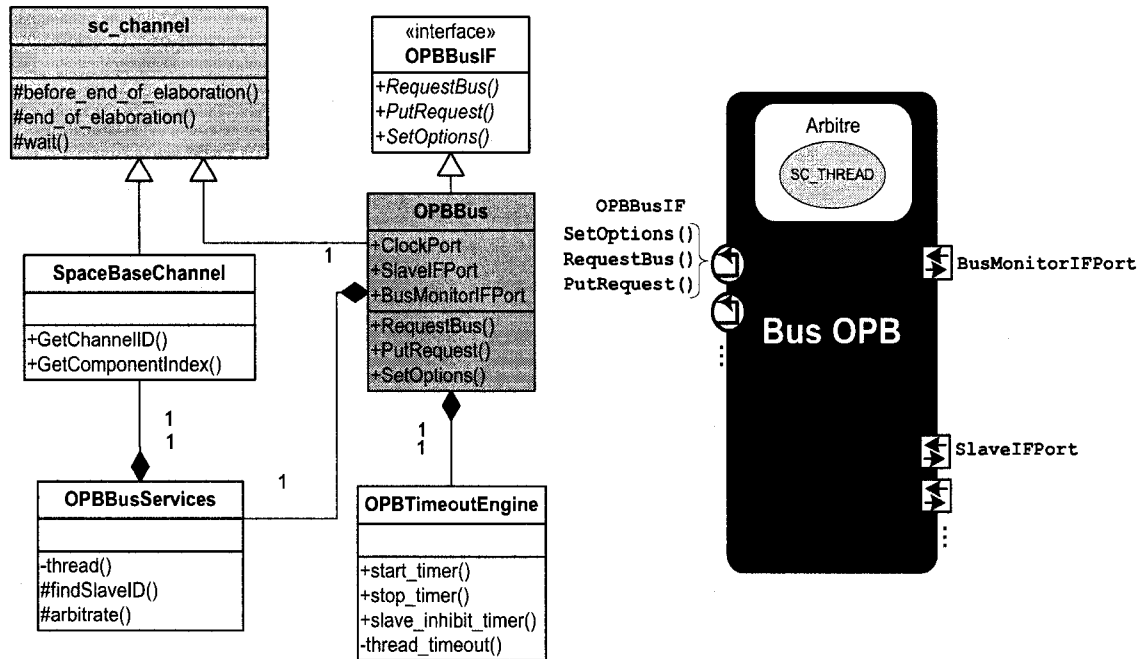 sc_channel
#before_end_of_elaboration()
#end_of_elaboration()
#wait()
«interface»
OPBBusIF
+RequestBus()
+PutRequest()
+SetOptions()
OPBBus
+ClockPort
+SlaveIFPort
+BusMonitorIFPort
+RequestBus()
+PutRequest()
+SetOptions()
1
SpaceBaseChannel
+GetChannelID()
+GetComponentIndex()
1
1
1
1
1
OPBBusServices
-thread()
#findSlaveID()
#arbitrate()
OPBTimeoutEngine
+start_timer()
+stop_timer()
+slave_inhibit_timer()
-thread_timeout()
Arbitre
SC_THREAD
OPBBusIF
SetOptions()
RequestBus()
PutRequest()
BusMonitorIFPort
Bus OPB
SlaveIFPort